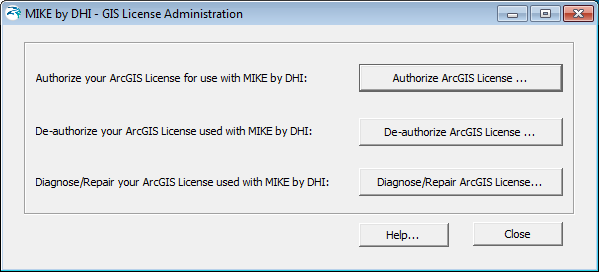 MIKE by DHI - GIS License Administration
Authorize your ArcGIS License for use with MIKE by DHI: Authorize ArcGIS License ...
De-authorize your ArcGIS License used with MIKE by DHI: De-authorize ArcGIS License ...
Diagnose/Repair your ArcGIS License used with MIKE by DHI: Diagnose/Repair ArcGIS License...
Help... Close